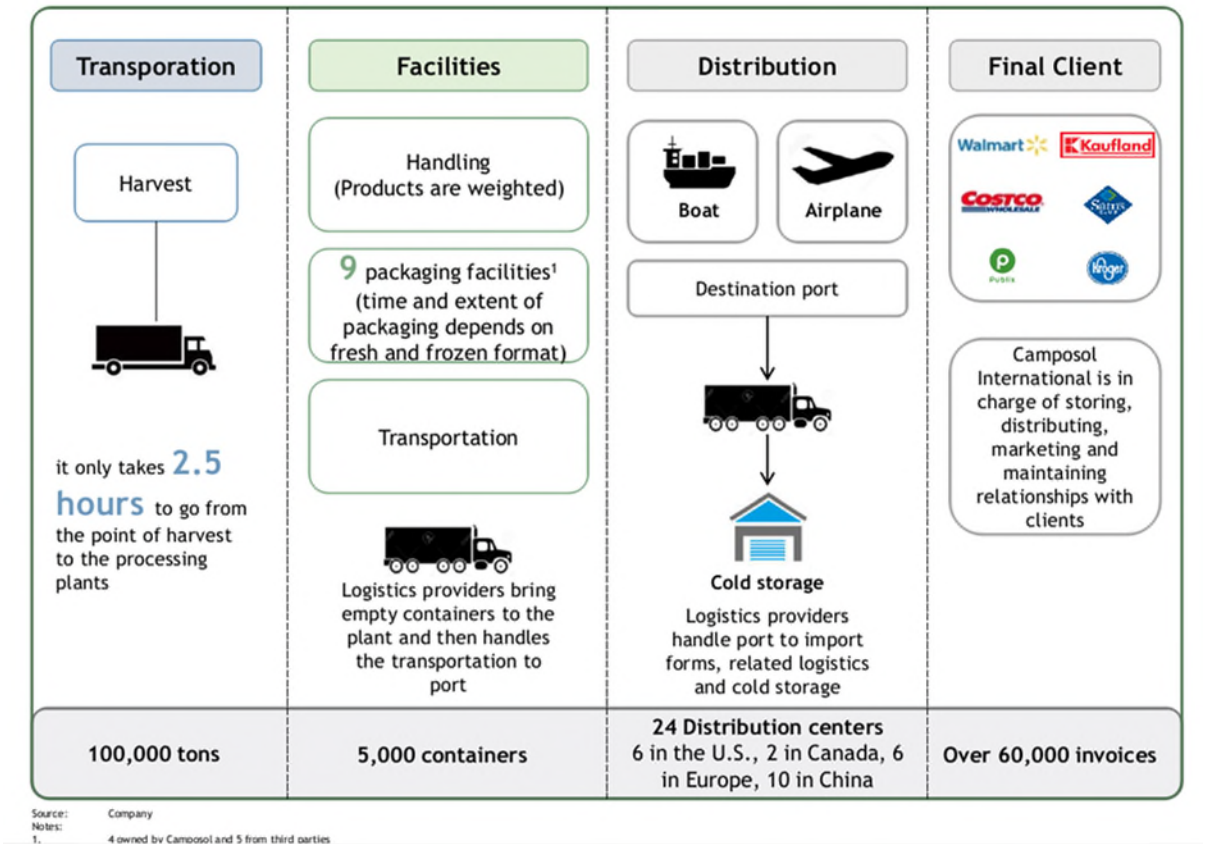 Transporation
Harvest
it only takes 2.5
hours to go from
the point of harvest
to the processing
plants
100,000 tons
Facilities
Handling
(Products are weighted)
9 packaging facilities¹
(time and extent of
packaging depends on
fresh and frozen format)
Transportation
Logistics providers bring
empty containers to the
plant and then handles
the transportation to
port
5,000 containers
Distribution
Boat
Airplane
Destination port
Cold storage
Logistics providers
handle port to import
forms, related logistics
and cold storage
24 Distribution centers
6 in the U.S., 2 in Canada, 6
in Europe, 10 in China
Final Client
Walmart
Kaufland
COSTCO
WHOLESALE
Sam's
CLUB
Publix
Kroger
Camposol
International is in
charge of storing,
distributing,
marketing and
maintaining
relationships with
clients
Over 60,000 invoices
Source: Company
Notes:
1. 4 owned by Camposol and 5 from third parties